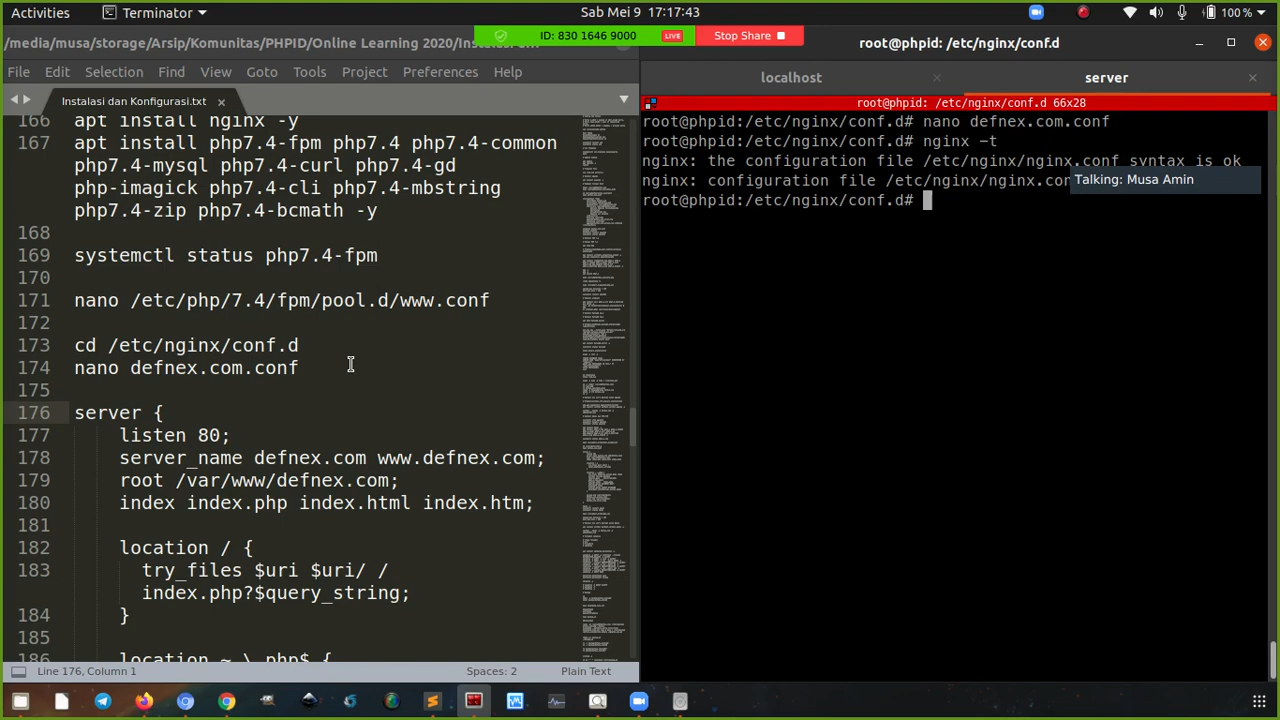 Activities
Terminator
Sab Mei 9 17:17:43
100 %
/media/musa/storage/Arsip/Komunitas/PHPID/Online Learning 2020/
ID: 830 1646 9000
LIVE
Stop Share
root@phpid: /etc/nginx/conf.d
File Edit Selection Find View Goto Tools Project Preferences Help
localhost
server
Instalasi dan Konfigurasi.txt
root@phpid: /etc/nginx/conf.d 66x28
166 apt install nginx -y
167 apt install php7.4-fpm php7.4 php7.4-common
php7.4-mysql php7.4-curl php7.4-gd
php-imagick php7.4-cli php7.4-mbstring
php7.4-zip php7.4-bcmath -y
168
169 systemctl status php7.4-fpm
170
171 nano /etc/php/7.4/fpm/pool.d/www.conf
172
173 cd /etc/nginx/conf.d
174 nano defnex.com.conf
175
176 server {
177 listen 80;
178 server_name defnex.com www.defnex.com;
179 root /var/www/defnex.com;
180 index index.php index.html index.htm;
181
182 location / {
183 try_files $uri $uri/ /
index.php?$query_string;
184 }
185
186 location ~ \.php$ {
Line 176, Column 1
Spaces: 2
Plain Text
root@phpid:/etc/nginx/conf.d# nano defnex.com.conf
root@phpid:/etc/nginx/conf.d# nginx -t
nginx: the configuration file /etc/nginx/nginx.conf syntax is ok
nginx: configuration file /etc/nginx/nginx.con
Talking: Musa Amin
root@phpid:/etc/nginx/conf.d#